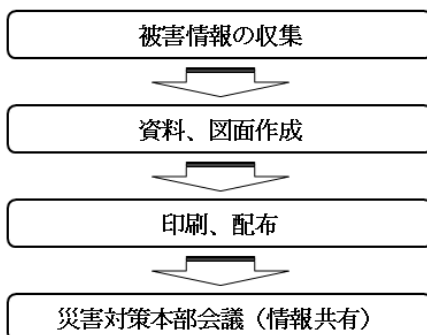 被害情報の収集
資料、図面作成
印刷、配布
災害対策本部会議（情報共有）